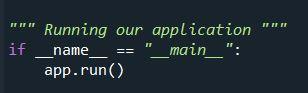 """ Running our application """
if __name__ == "__main__":
    app.run()